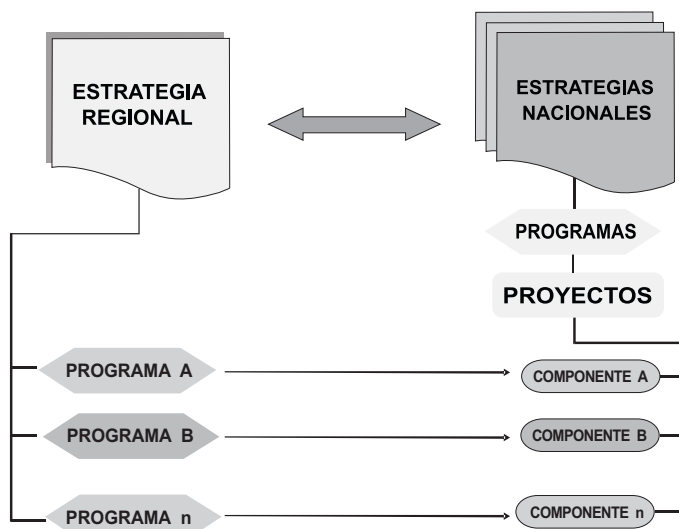 ESTRATEGIA
REGIONAL
ESTRATEGIAS
NACIONALES
PROGRAMAS
PROYECTOS
PROGRAMA A
COMPONENTE A
PROGRAMA B
COMPONENTE B
PROGRAMA n
COMPONENTE n